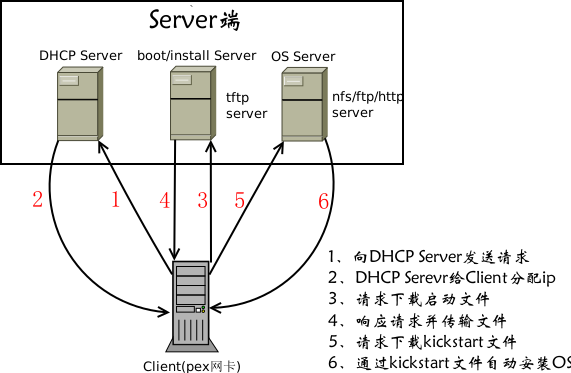 Server端
DHCP Server
boot/install Server
OS Server
tftp
server
nfs/ftp/http
server
2
1
4
3
5
6
1、向DHCP Server发送请求
2、DHCP Serevr给Client分配ip
3、请求下载启动文件
4、响应请求并传输文件
5、请求下载kickstart文件
6、通过kickstart文件自动安装OS
Client(pex网卡)